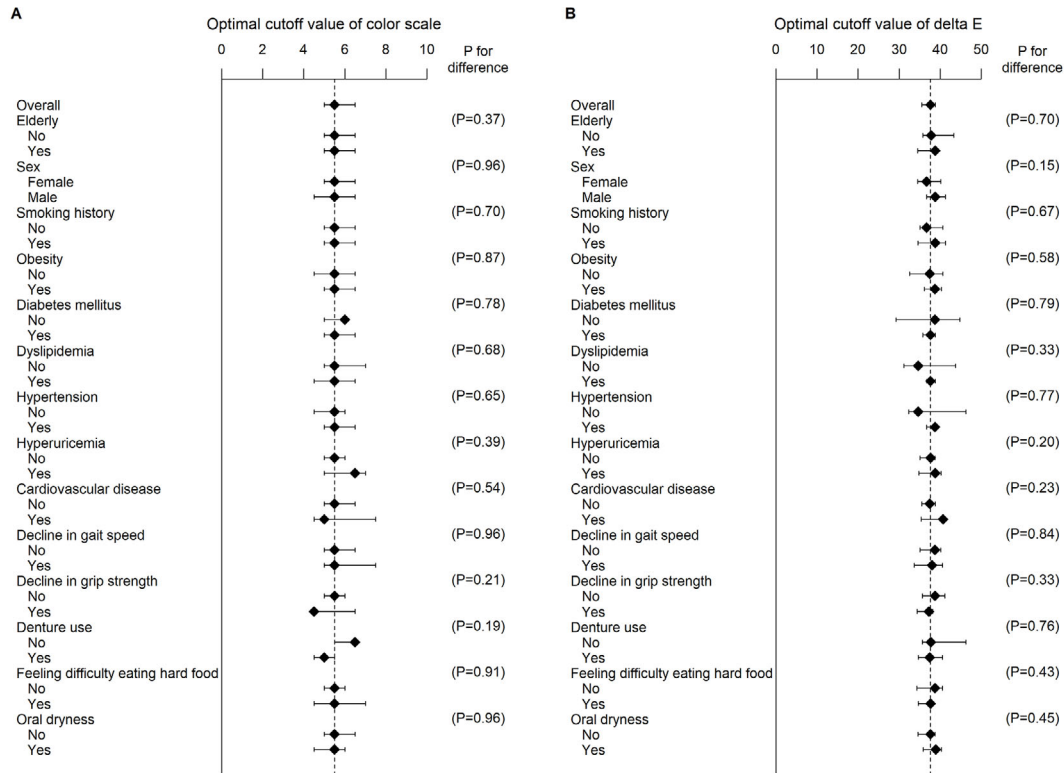 A
Optimal cutoff value of color scale
0 2 4 6 8 10
P for
difference
Overall
Elderly (P=0.37)
No
Yes
Sex (P=0.96)
Female
Male
Smoking history (P=0.70)
No
Yes
Obesity (P=0.87)
No
Yes
Diabetes mellitus (P=0.78)
No
Yes
Dyslipidemia (P=0.68)
No
Yes
Hypertension (P=0.65)
No
Yes
Hyperuricemia (P=0.39)
No
Yes
Cardiovascular disease (P=0.54)
No
Yes
Decline in gait speed (P=0.96)
No
Yes
Decline in grip strength (P=0.21)
No
Yes
Denture use (P=0.19)
No
Yes
Feeling difficulty eating hard food (P=0.91)
No
Yes
Oral dryness (P=0.96)
No
Yes
B
Optimal cutoff value of delta E
0 10 20 30 40 50
P for
difference
Overall
Elderly (P=0.70)
No
Yes
Sex (P=0.15)
Female
Male
Smoking history (P=0.67)
No
Yes
Obesity (P=0.58)
No
Yes
Diabetes mellitus (P=0.79)
No
Yes
Dyslipidemia (P=0.33)
No
Yes
Hypertension (P=0.77)
No
Yes
Hyperuricemia (P=0.20)
No
Yes
Cardiovascular disease (P=0.23)
No
Yes
Decline in gait speed (P=0.84)
No
Yes
Decline in grip strength (P=0.33)
No
Yes
Denture use (P=0.76)
No
Yes
Feeling difficulty eating hard food (P=0.43)
No
Yes
Oral dryness (P=0.45)
No
Yes